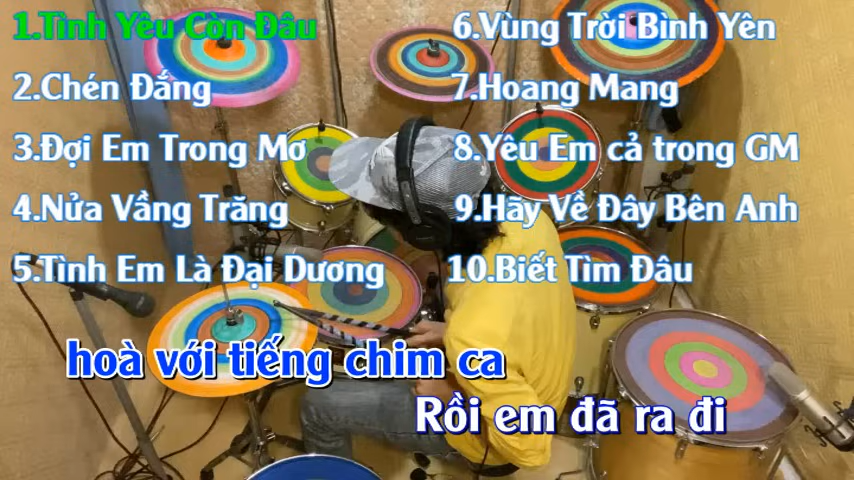 1.Tình Yêu Còn Đâu
2.Chén Đắng
3.Đợi Em Trong Mơ
4.Nửa Vầng Trăng
5.Tình Em Là Đại Dương
6.Vùng Trời Bình Yên
7.Hoang Mang
8.Yêu Em cả trong GM
9.Hãy Về Đây Bên Anh
10.Biết Tìm Đâu
hoà với tiếng chim ca
Rồi em đã ra đi